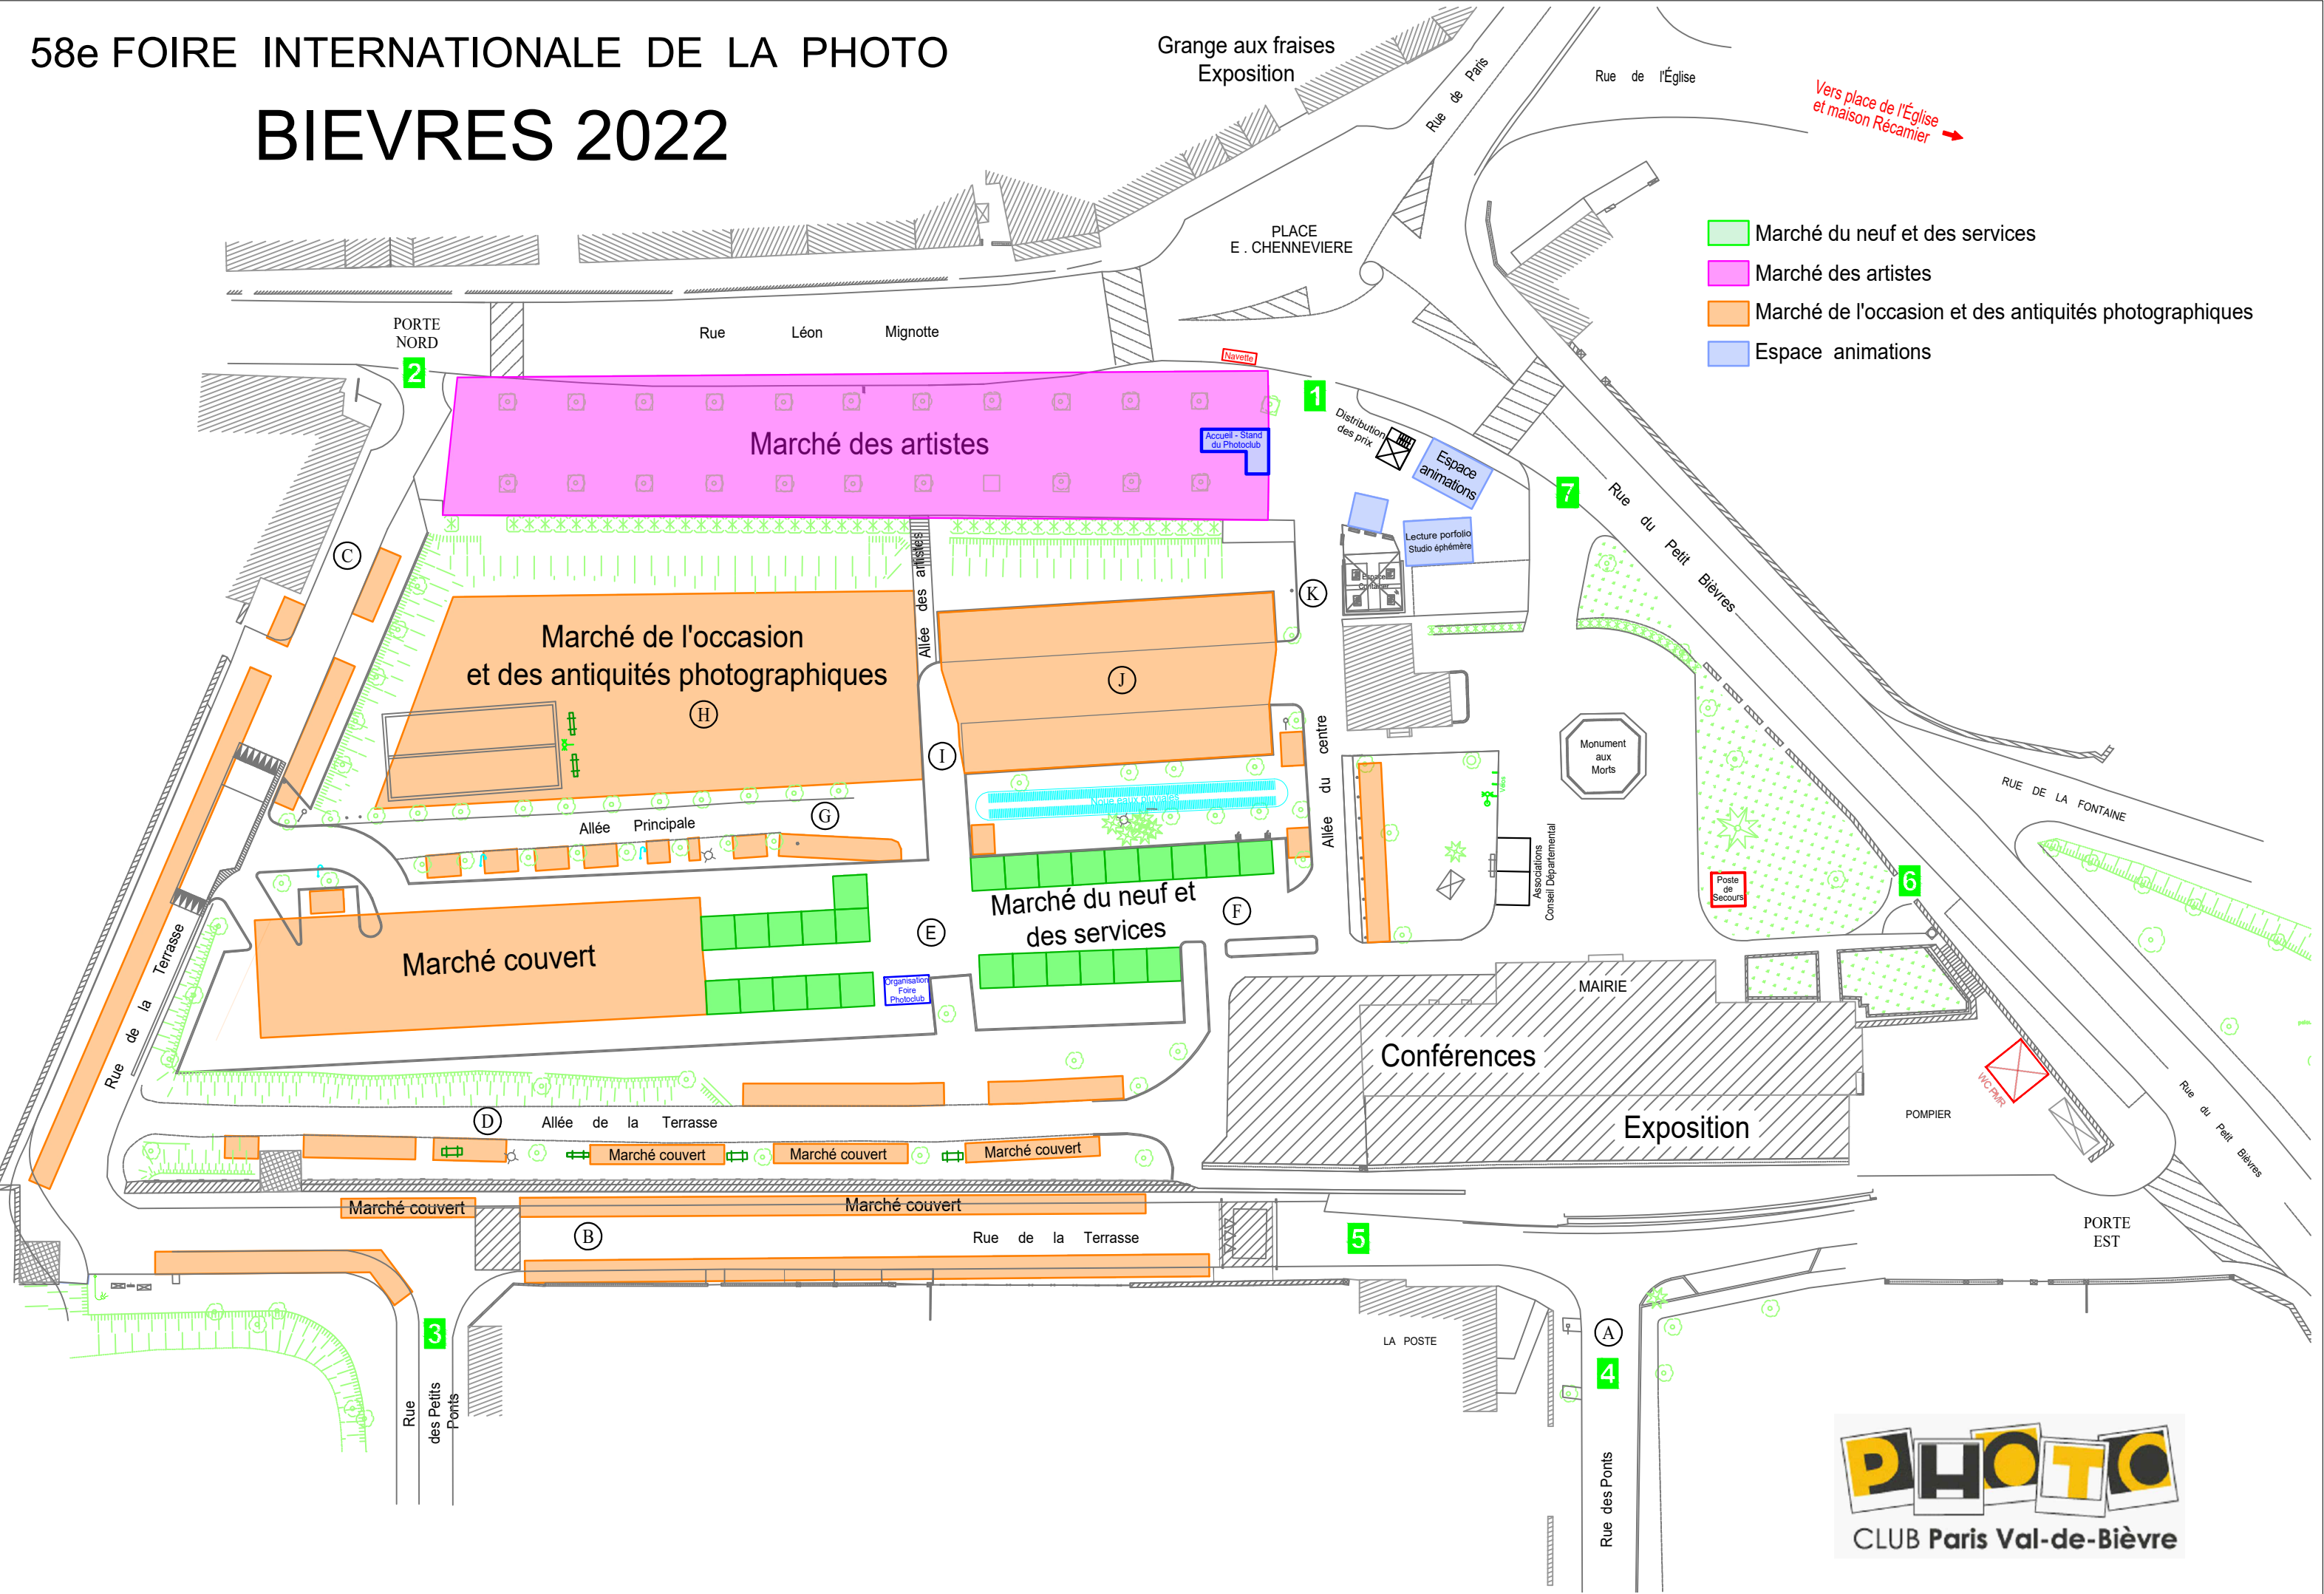 58e FOIRE INTERNATIONALE DE LA PHOTO
BIEVRES 2022
Grange aux fraises
Exposition
Rue de Paris
Rue de l'Église
Vers place de l'Église
et maison Récamier
PLACE
E . CHENNEVIERE
Marché du neuf et des services
Marché des artistes
Marché de l'occasion et des antiquités photographiques
Espace animations
PORTE
NORD
2
Rue Léon Mignotte
Navette
1
Distribution
des prix
Espace
animations
7
Marché des artistes
Accueil - Stand
du Photoclub
Lecture porfolio
Studio éphémère
Rue du Petit Bièvres
C
K
Allée des artistes
Marché de l'occasion
et des antiquités photographiques
H
J
I
Allée du centre
Monument
aux
Morts
RUE DE LA FONTAINE
Noue eaux pluviales
G
Allée Principale
Associations
Conseil Départemental
Poste
de
Secours
6
Marché du neuf et
des services
F
E
Marché couvert
Organisation
Foire
Photoclub
Rue de la Terrasse
MAIRIE
Conférences
Exposition
WC PMR
POMPIER
Rue du Petit Bièvres
D
Allée de la Terrasse
Marché couvert
Marché couvert
Marché couvert
Marché couvert
Marché couvert
B
Rue de la Terrasse
5
PORTE
EST
3
A
4
LA POSTE
Rue
des Petits
Ponts
Rue des Ponts
PHOTO
CLUB Paris Val-de-Bièvre